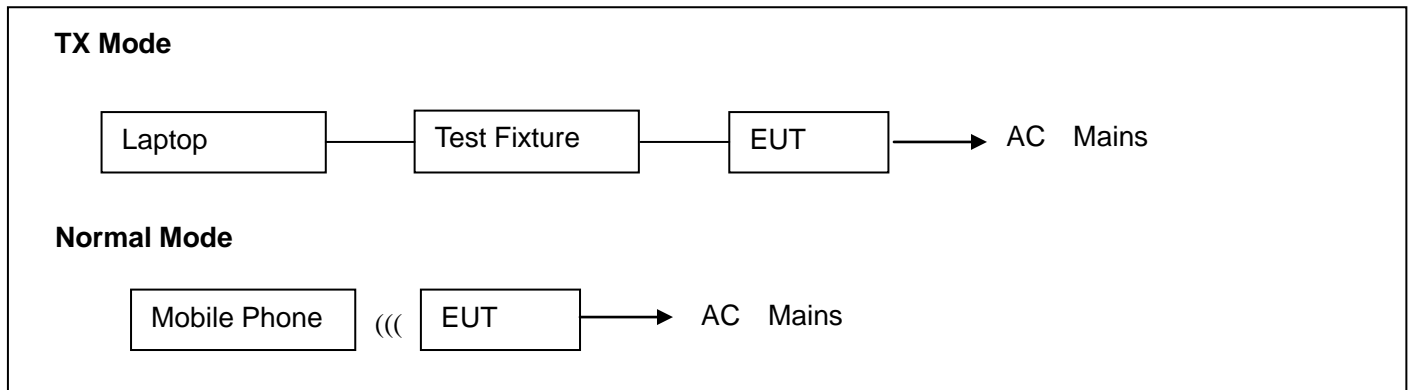 TX Mode
Laptop Test Fixture EUT AC Mains
Normal Mode
Mobile Phone ((( EUT AC Mains